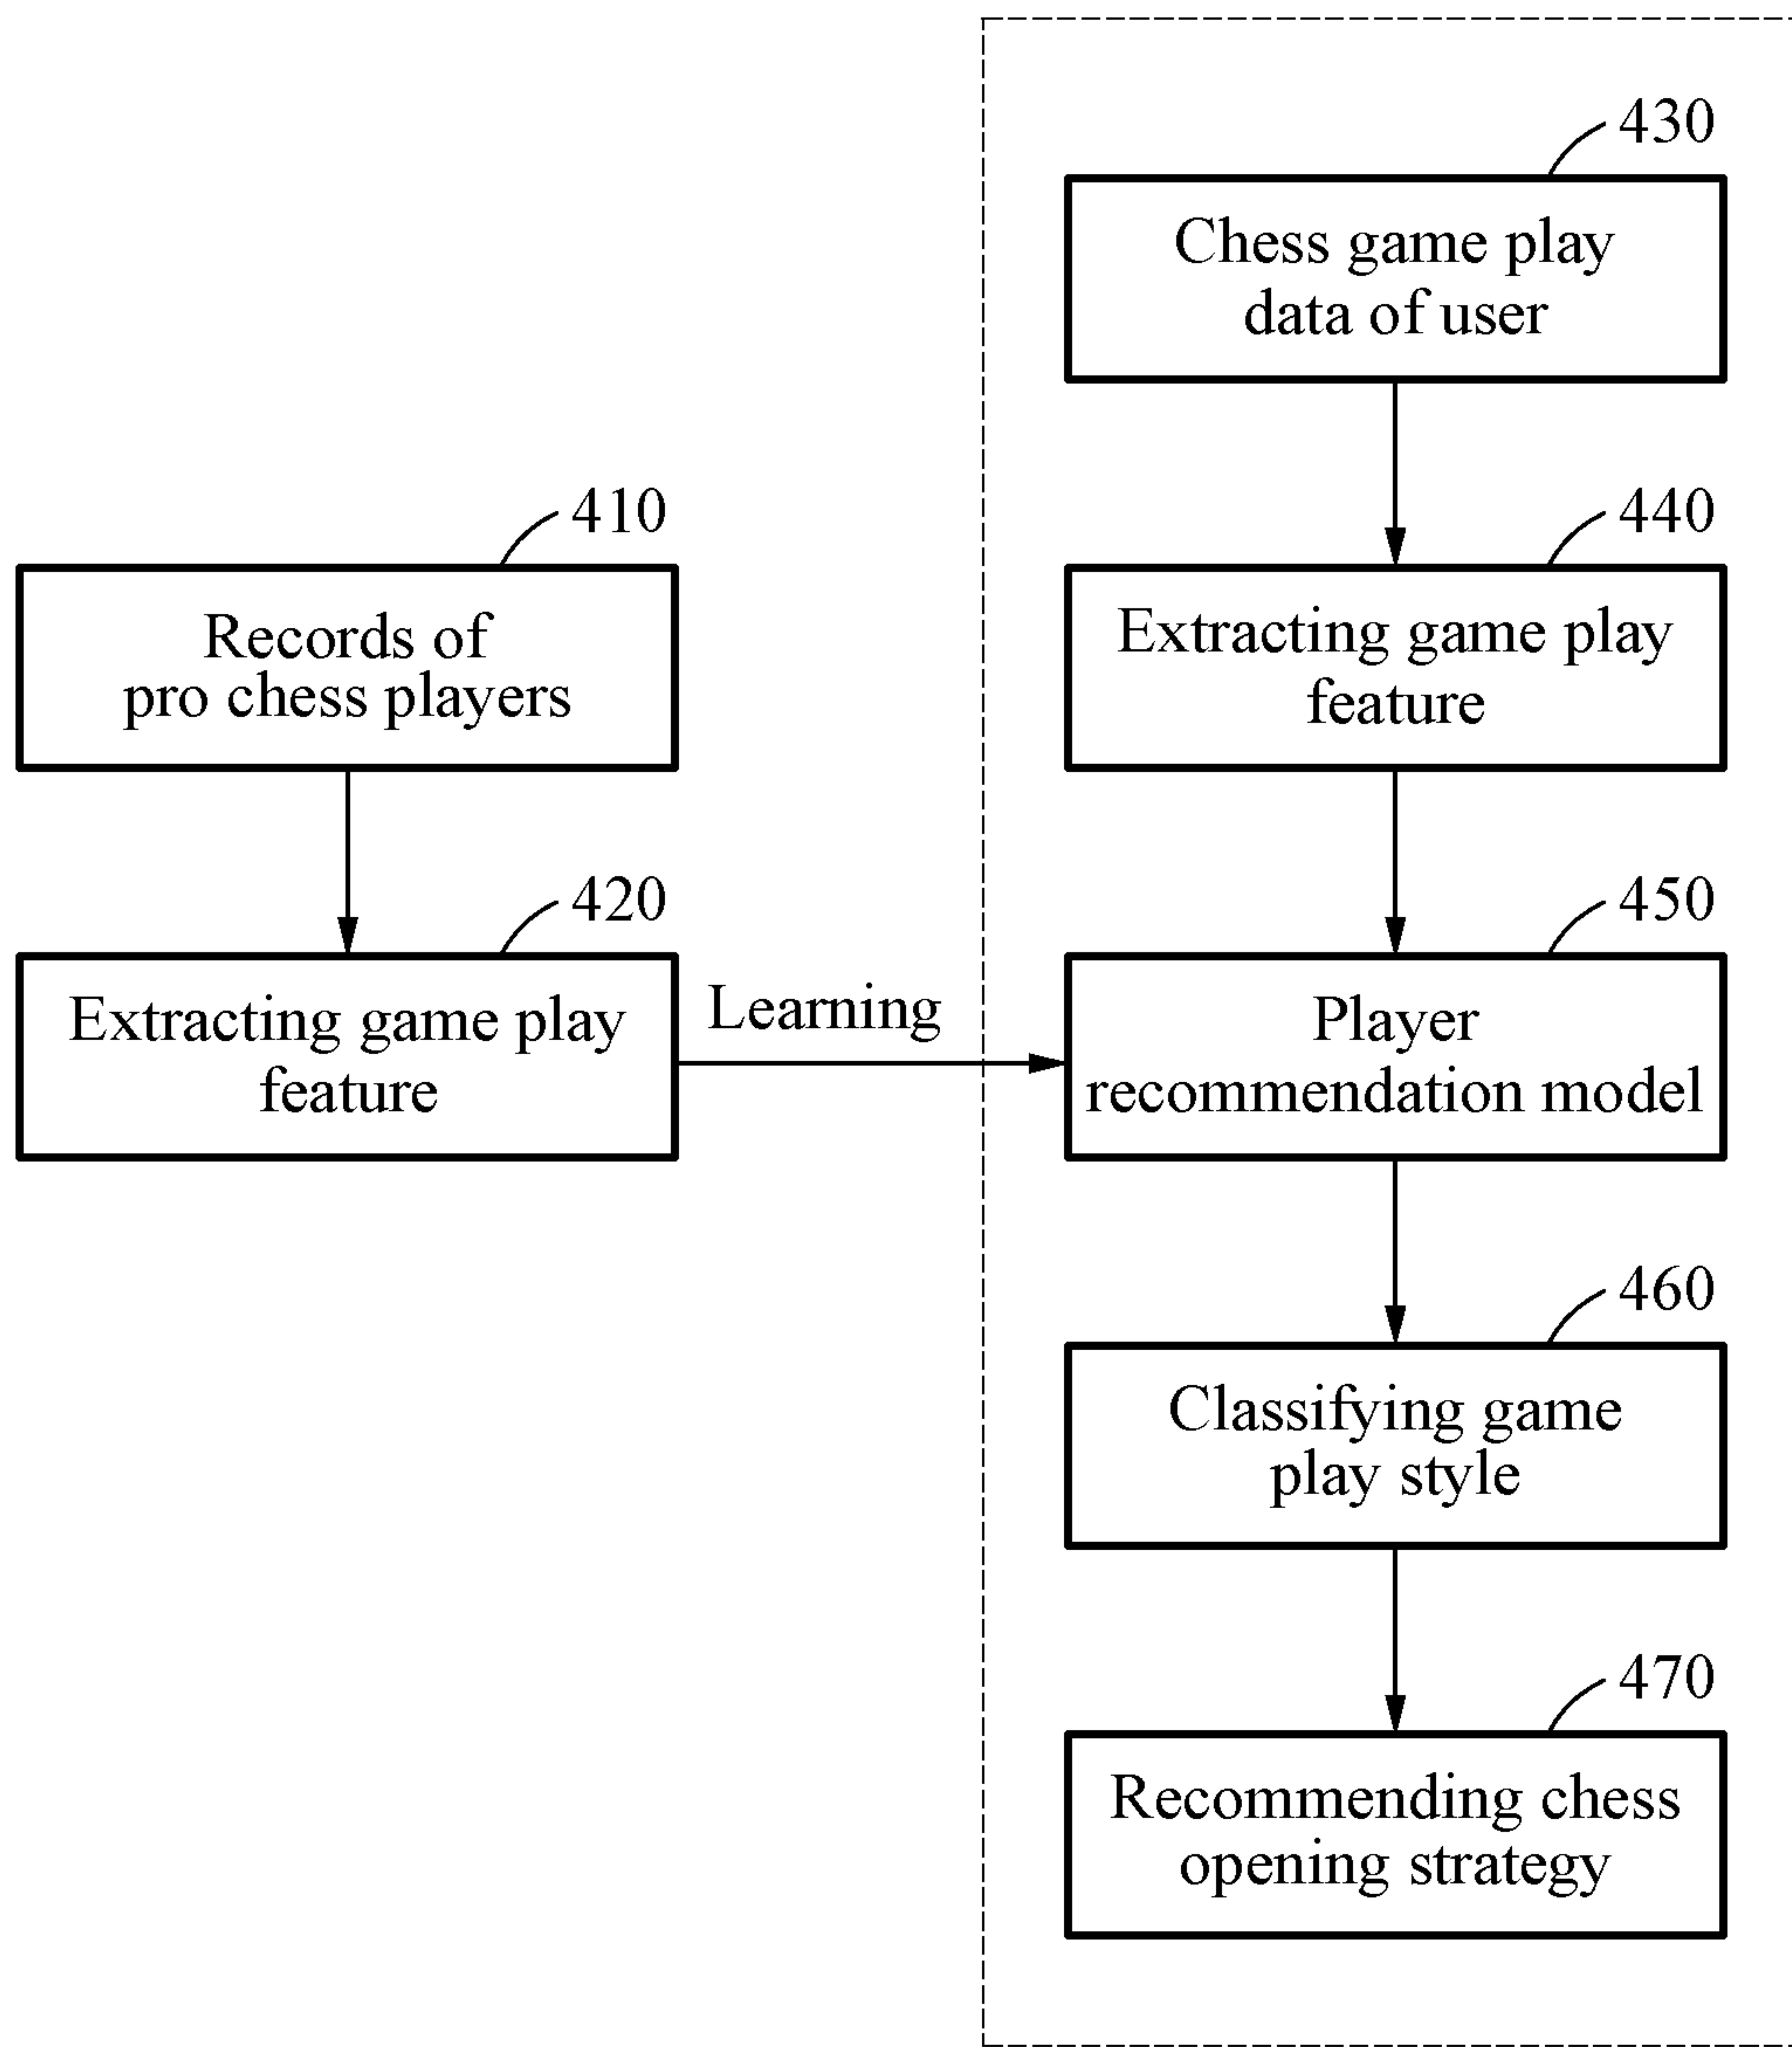 410
Records of
pro chess players
420
Extracting game play
feature
Learning
430
Chess game play
data of user
440
Extracting game play
feature
450
Player
recommendation model
460
Classifying game
play style
470
Recommending chess
opening strategy